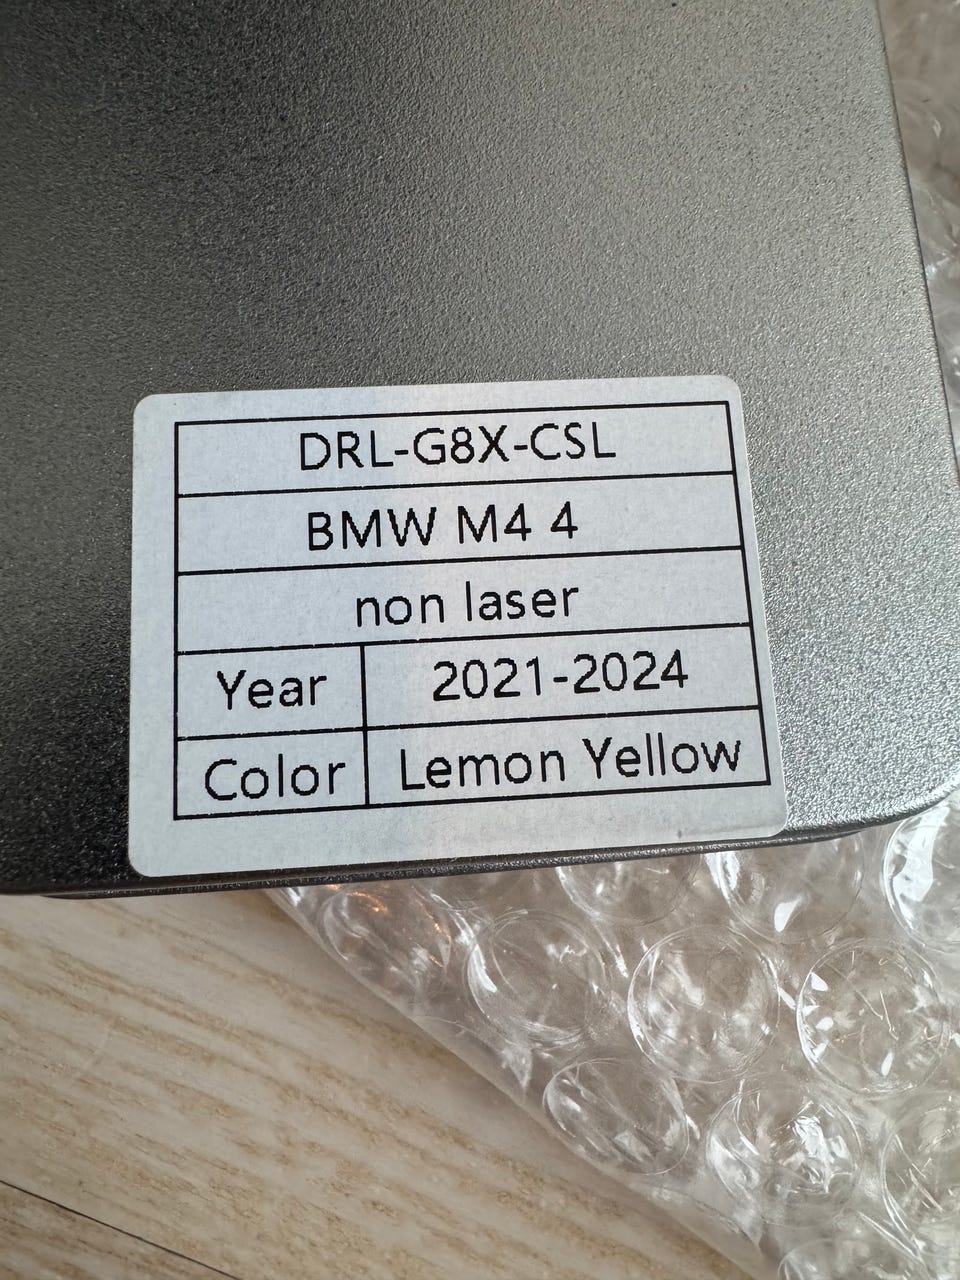 DRL-G8X-CSL
BMW M4 4
non laser
Year 2021-2024
Color Lemon Yellow